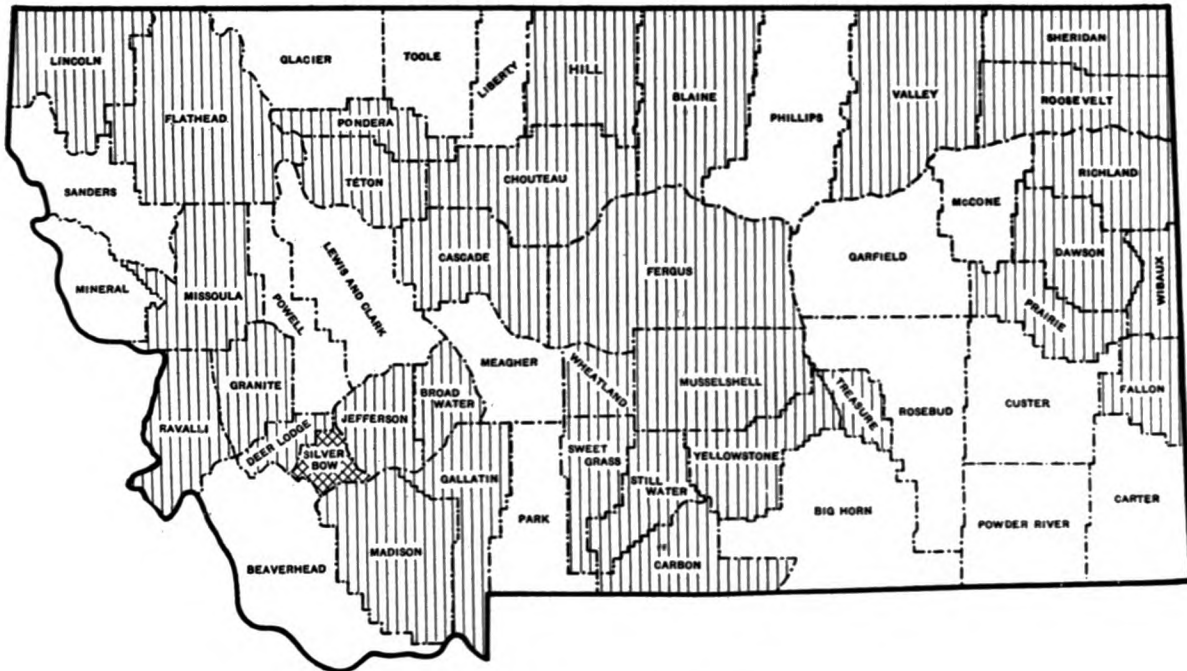 LINCOLN
FLATHEAD
GLACIER
TOOLE
LIBERTY
HILL
BLAINE
PHILLIPS
VALLEY
SHERIDAN
ROOSEVELT
PONDERA
TETON
CHOUTEAU
SANDERS
MCCONE
RICHLAND
MINERAL
MISSOULA
POWELL
LEWIS AND CLARK
CASCADE
FERGUS
GARFIELD
DAWSON
WIBAUX
PRAIRIE
RAVALLI
GRANITE
DEER LODGE
SILVER
BOW
JEFFERSON
BROAD
WATER
MEAGHER
WHEATLAND
MUSSELSHELL
TREASURE
ROSEBUD
CUSTER
FALLON
GALLATIN
SWEET
GRASS
STILL
WATER
YELLOWSTONE
BEAVERHEAD
MADISON
PARK
CARBON
BIG HORN
POWDER RIVER
CARTER